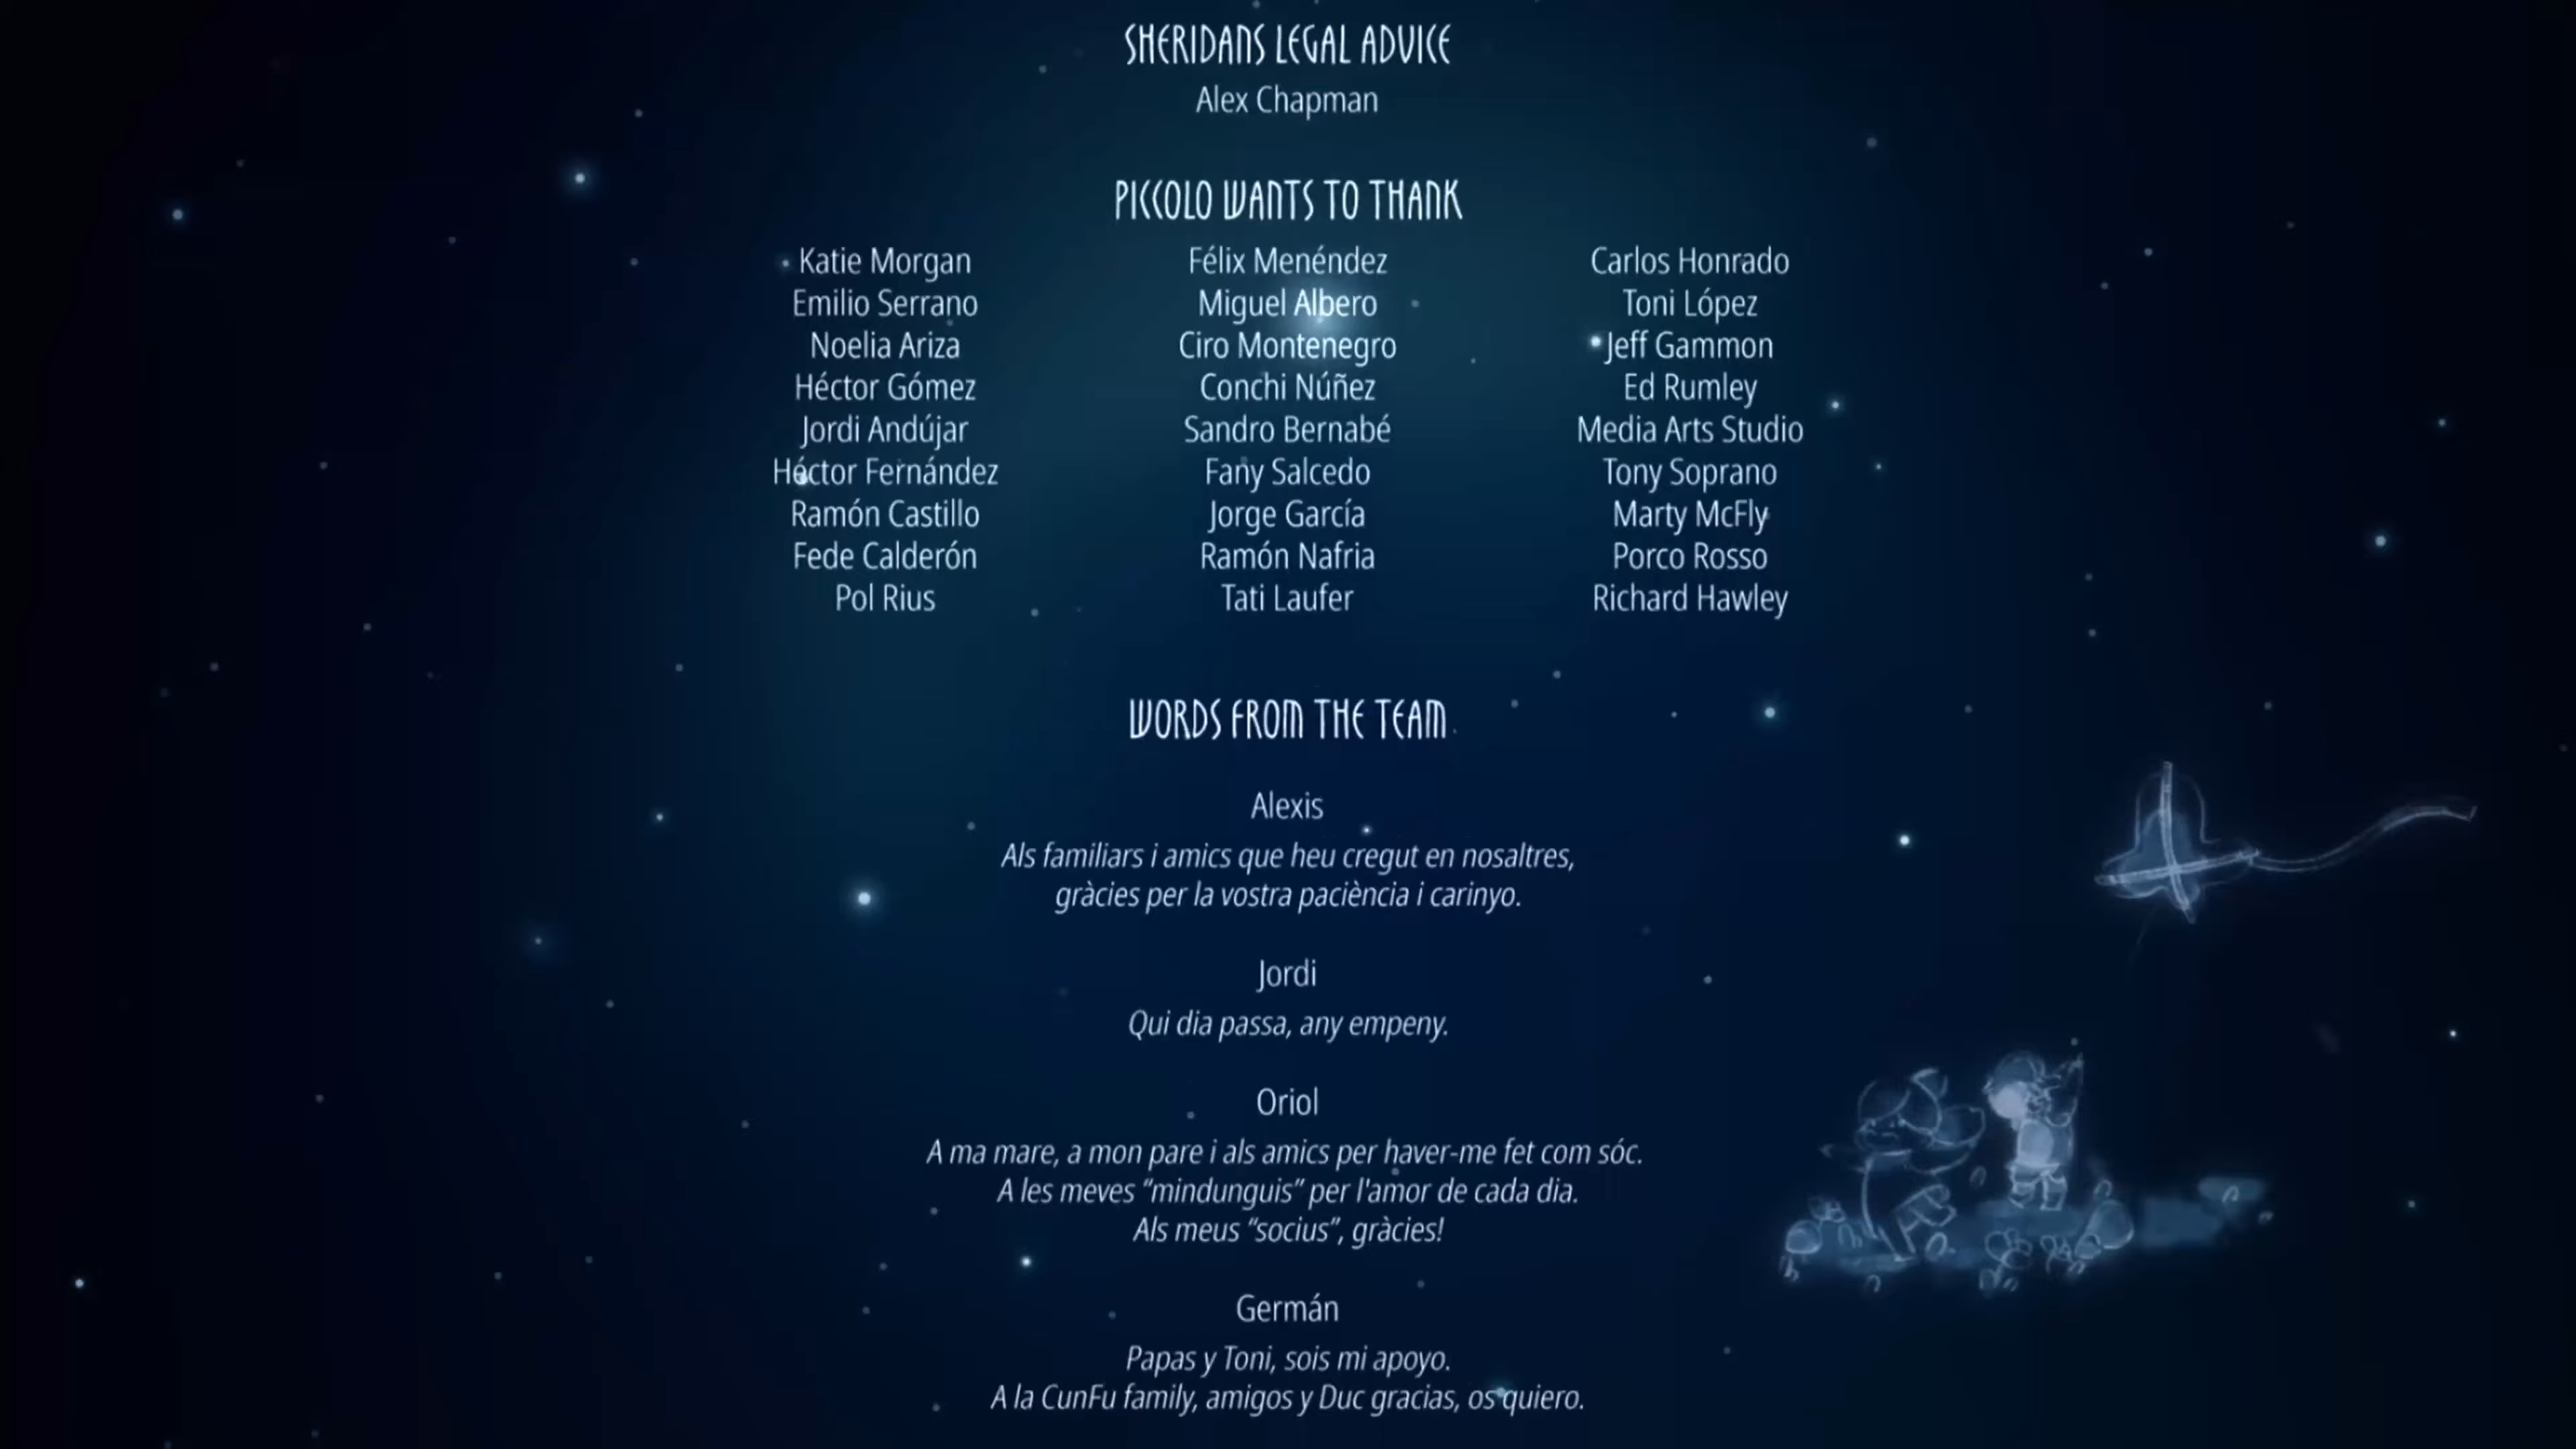 SHERIDANS LEGAL ADVICE
Alex Chapman
PICCOLO WANTS TO THANK
Katie Morgan
Emilio Serrano
Noelia Ariza
Héctor Gómez
Jordi Andújar
Héctor Fernández
Ramón Castillo
Fede Calderón
Pol Rius
Félix Menéndez
Miguel Albero
Ciro Montenegro
Conchi Núñez
Sandro Bernabé
Fany Salcedo
Jorge García
Ramón Nafria
Tati Laufer
Carlos Honrado
Toni López
Jeff Gammon
Ed Rumley
Media Arts Studio
Tony Soprano
Marty McFly
Porco Rosso
Richard Hawley
WORDS FROM THE TEAM
Alexis
Als familiars i amics que heu cregut en nosaltres,
gràcies per la vostra paciència i carinyo.
Jordi
Qui dia passa, any empeny.
Oriol
A ma mare, a mon pare i als amics per haver-me fet com sóc.
A les meves “mindunguis” per l'amor de cada dia.
Als meus “socius”, gràcies!
Germán
Papas y Toni, sois mi apoyo.
A la CunFu family, amigos y Duc gracias, os quiero.